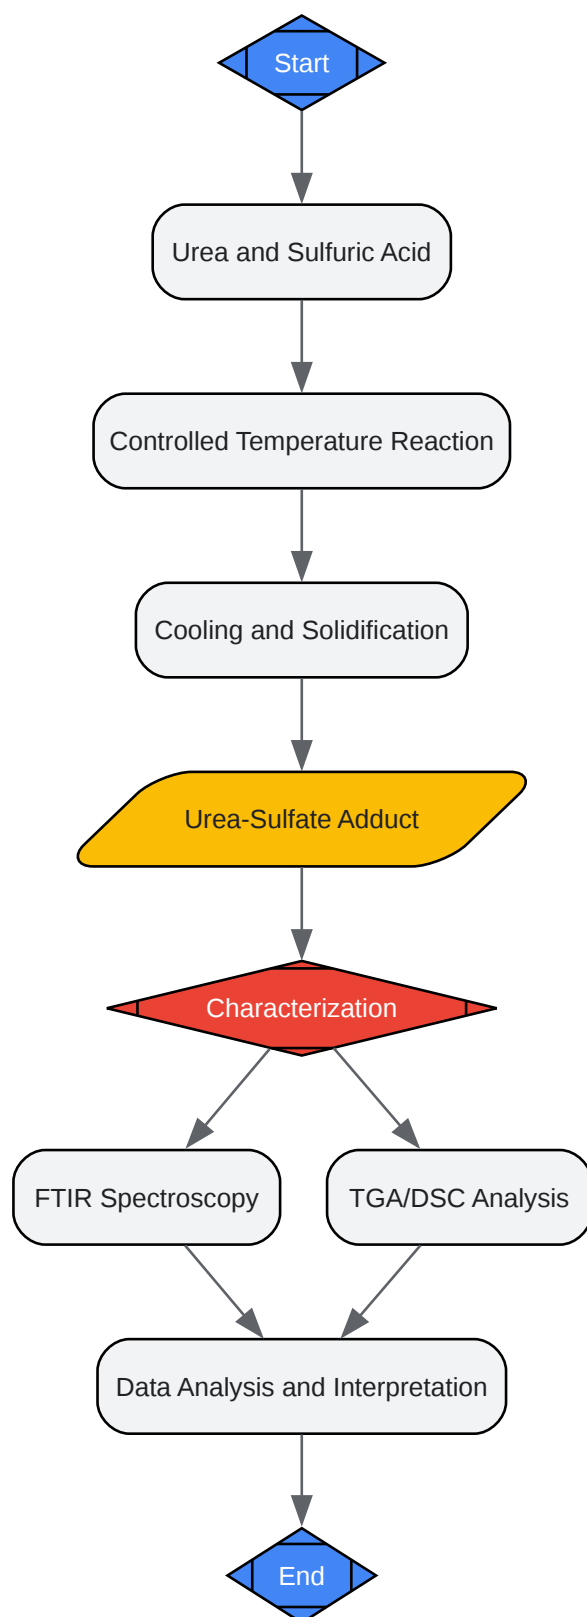 Start
Urea and Sulfuric Acid
Controlled Temperature Reaction
Cooling and Solidification
Urea-Sulfate Adduct
Characterization
FTIR Spectroscopy
TGA/DSC Analysis
Data Analysis and Interpretation
End